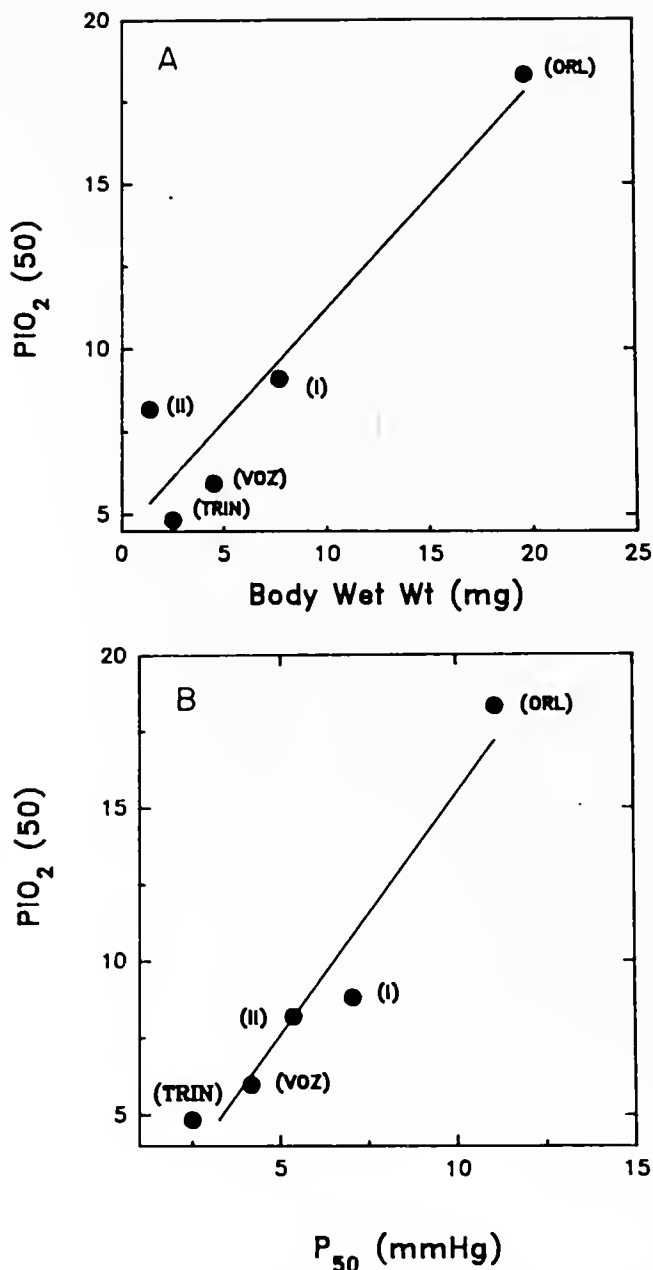 A
20
15
10
5
PIO₂ (50)
(ORL)
(I)
(II)
(VOZ)
(TRIN)
0 5 10 15 20 25
Body Wet Wt (mg)
B
20
15
10
5
PIO₂ (50)
(ORL)
(I)
(II)
(VOZ)
(TRIN)
5 10 15
P₅₀ (mmHg)